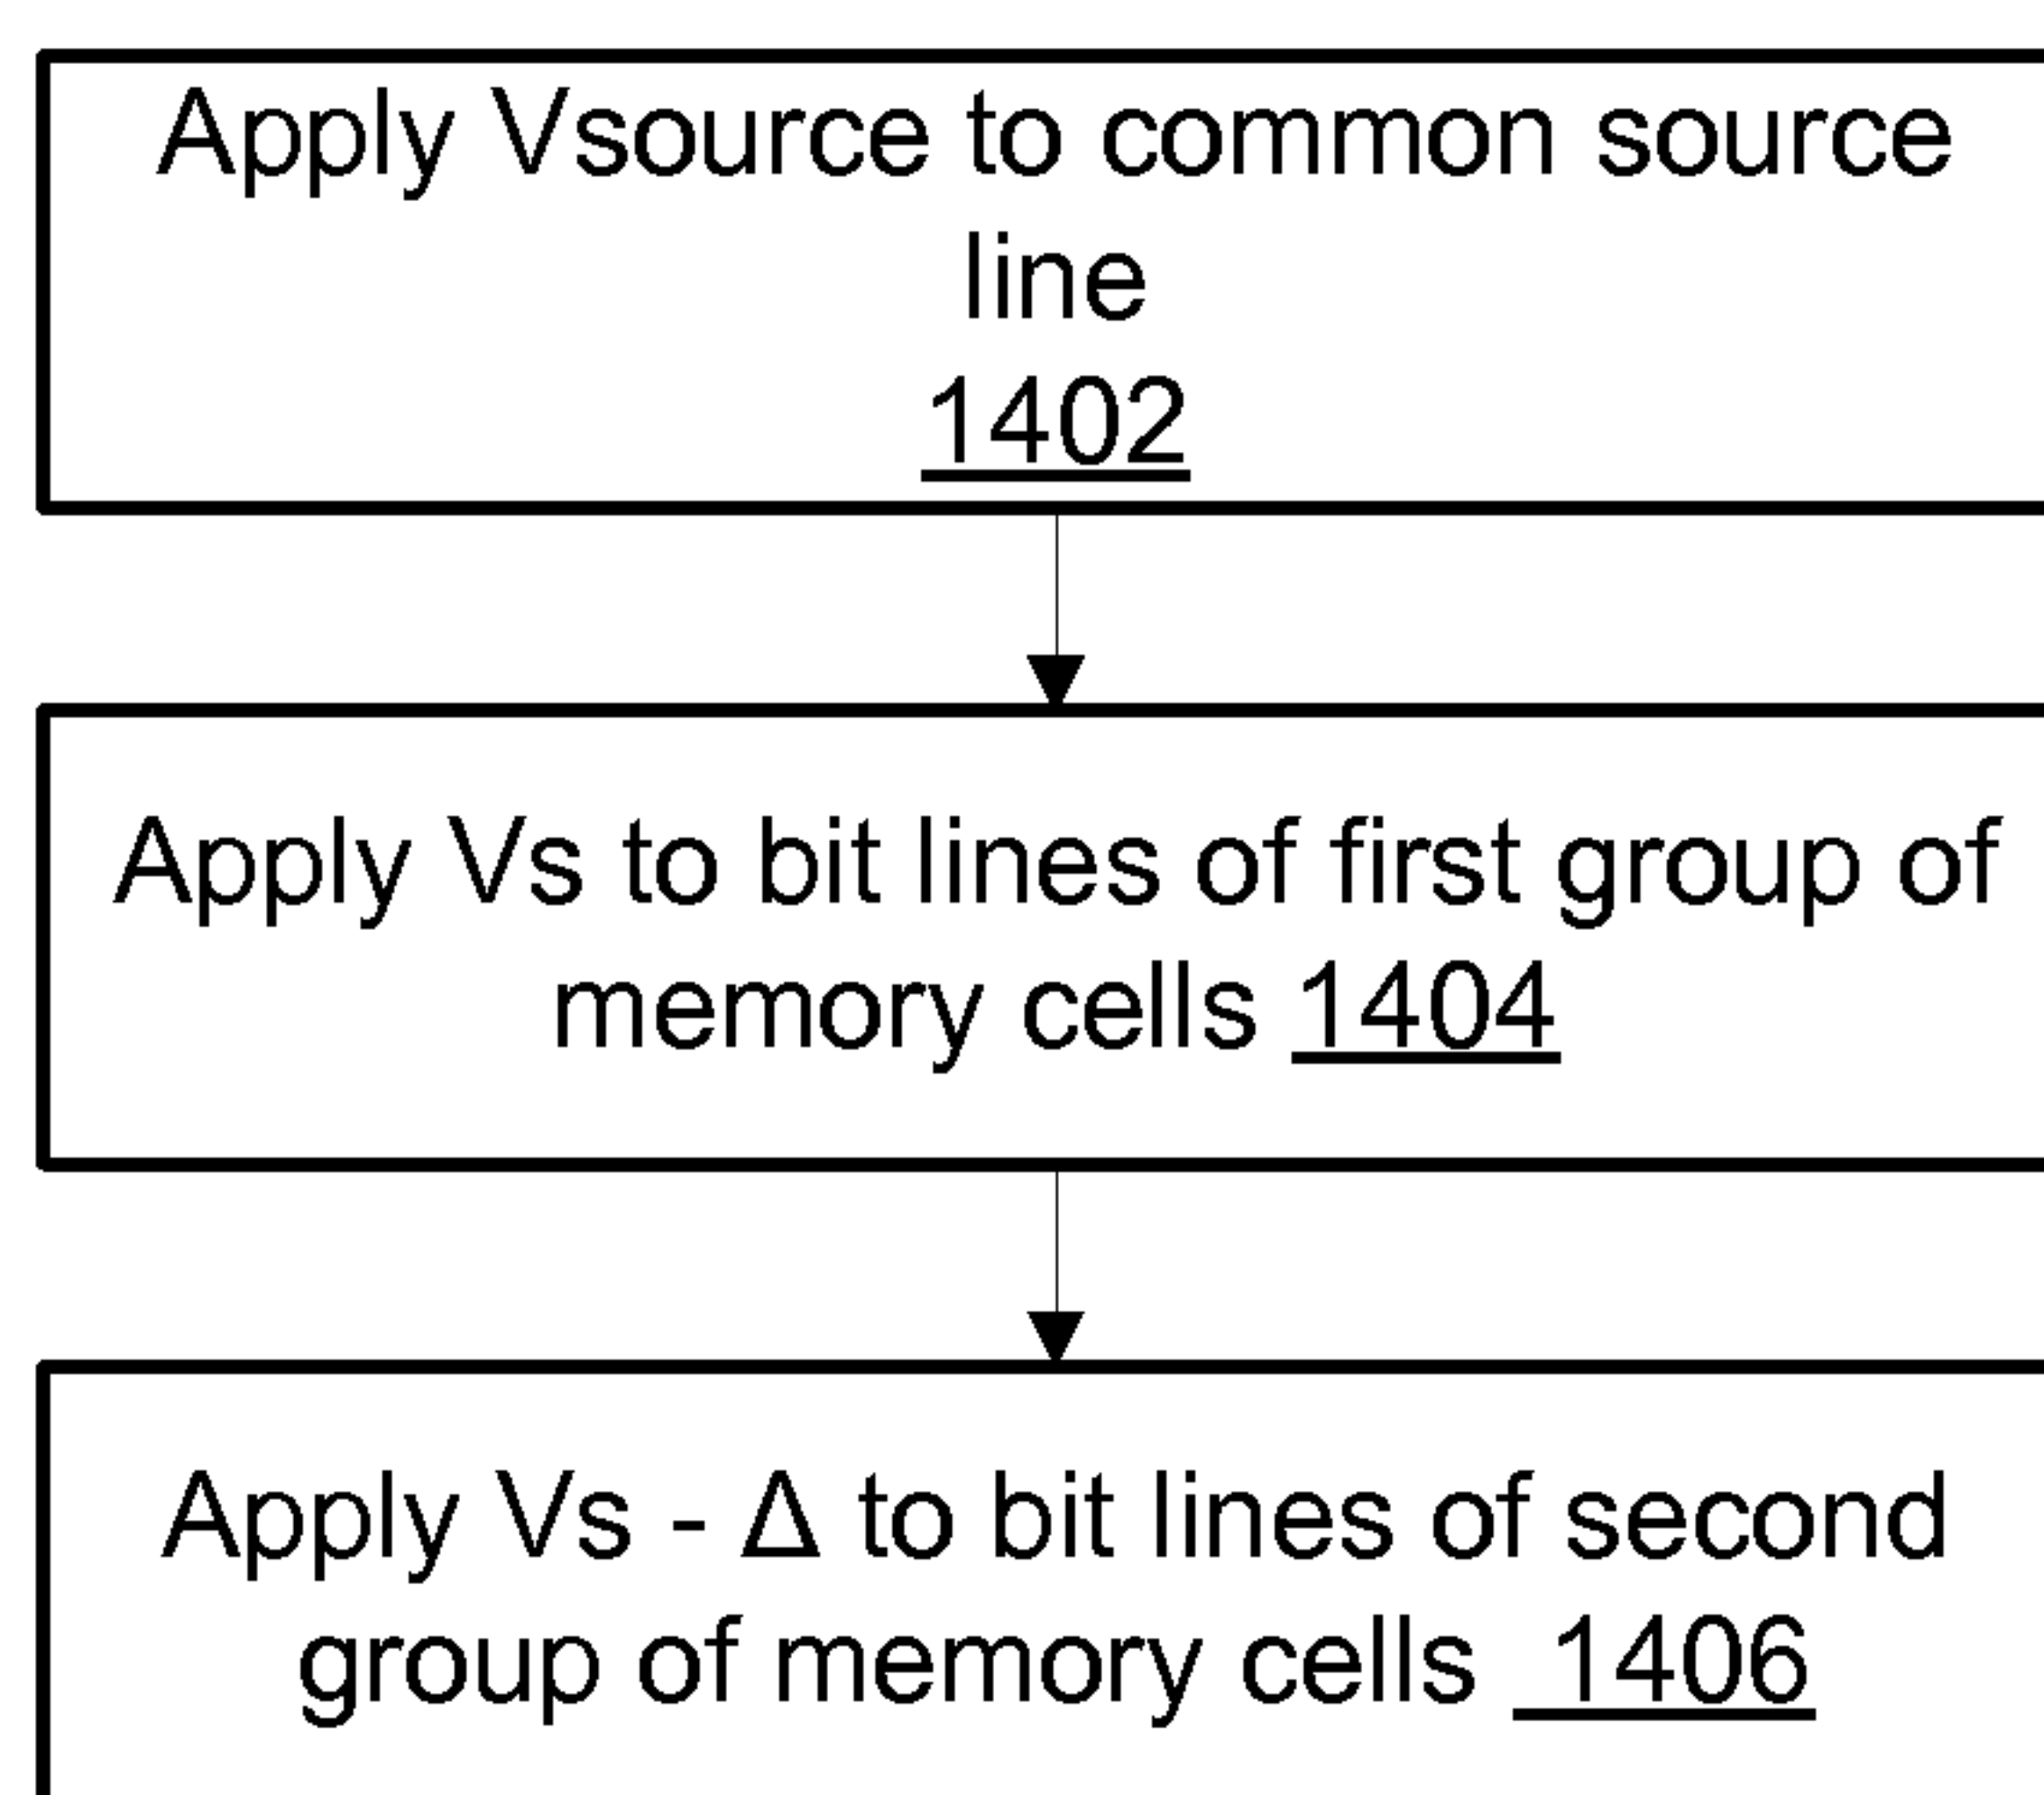 Apply Vsource to common source
line
1402
Apply Vs to bit lines of first group of
memory cells 1404
Apply Vs - Δ to bit lines of second
group of memory cells 1406